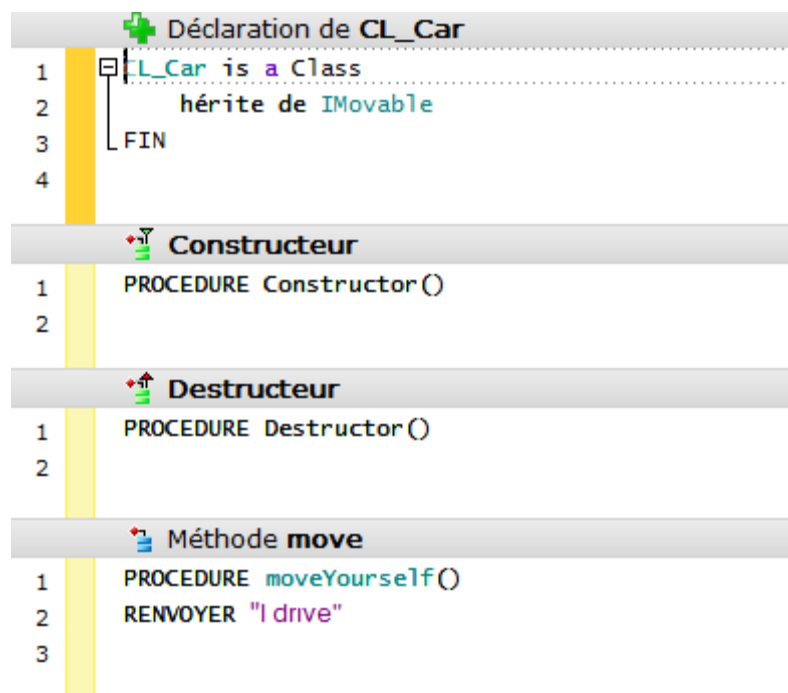 Déclaration de CL_Car
1 CL_Car is a Class
2 hérite de IMovable
3 FIN
4
Constructeur
1 PROCEDURE Constructor()
2
Destructeur
1 PROCEDURE Destructor()
2
Méthode move
1 PROCEDURE moveYourself()
2 RENVOYER "I drive"
3